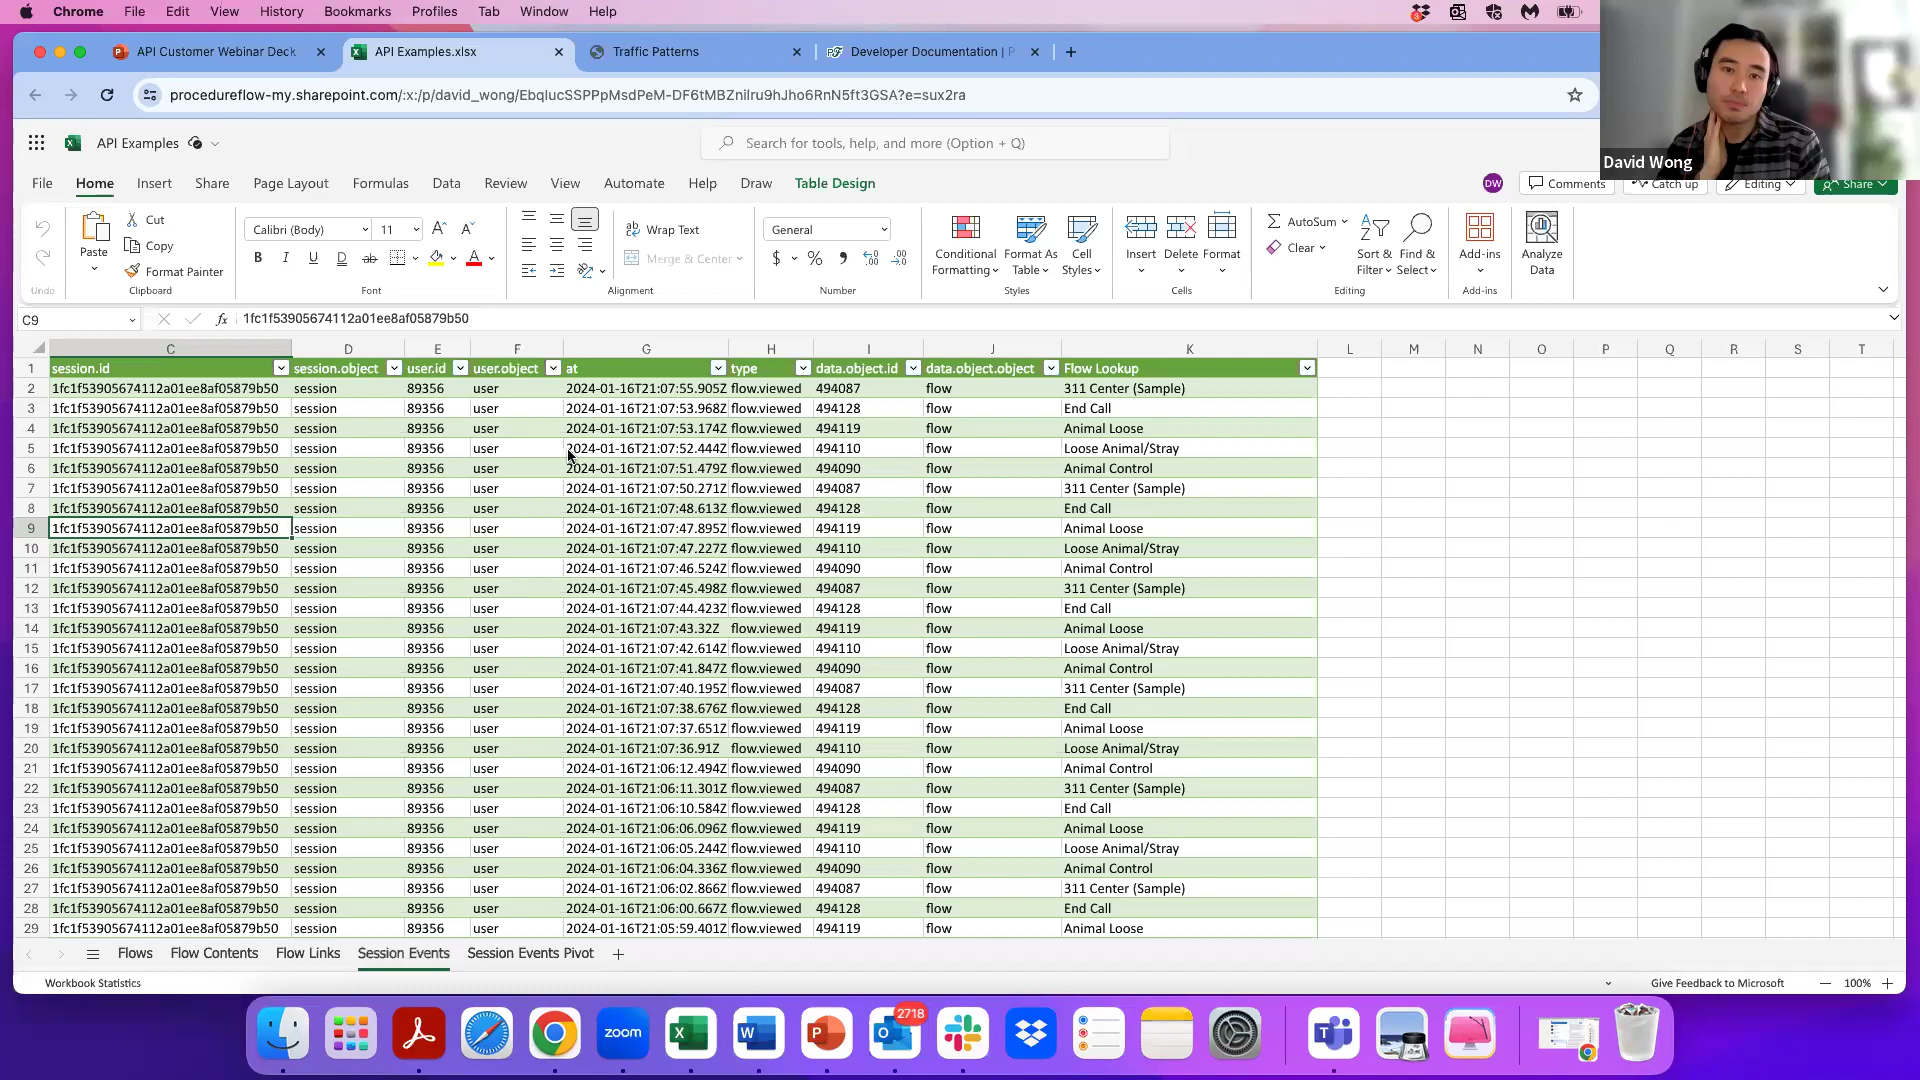 Chrome File Edit View History Bookmarks Profiles Tab Window Help
API Customer Webinar Deck
API Examples.xlsx
Traffic Patterns
Developer Documentation | P
procedureflow-my.sharepoint.com/:x:/p/david_wong/EbqlucSSPPpMsdPeM-DF6tMBZnilru9hJho6RnN5ft3GSA?e=sux2ra
David Wong
API Examples
Search for tools, help, and more (Option + Q)
File Home Insert Share Page Layout Formulas Data Review View Automate Help Draw Table Design
DW Comments Catch up Editing Share
Cut
Copy
Format Painter
Paste
Undo Clipboard
Calibri (Body) 11
Font
Wrap Text
Merge & Center
Alignment
General
Number
Conditional Formatting
Format As Table
Cell Styles
Styles
Insert Delete Format
Cells
AutoSum
Clear
Sort & Filter
Find & Select
Editing
Add-ins
Add-ins
Analyze Data
C9 fx 1fc1f53905674112a01ee8af05879b50
C D E F G H I J K L M N O P Q R S T
1 session.id session.object user.id user.object at type data.object.id data.object.object Flow Lookup
2 1fc1f53905674112a01ee8af05879b50 session 89356 user 2024-01-16T21:07:55.905Z flow.viewed 494087 flow 311 Center (Sample)
3 1fc1f53905674112a01ee8af05879b50 session 89356 user 2024-01-16T21:07:53.968Z flow.viewed 494128 flow End Call
4 1fc1f53905674112a01ee8af05879b50 session 89356 user 2024-01-16T21:07:53.174Z flow.viewed 494119 flow Animal Loose
5 1fc1f53905674112a01ee8af05879b50 session 89356 user 2024-01-16T21:07:52.444Z flow.viewed 494110 flow Loose Animal/Stray
6 1fc1f53905674112a01ee8af05879b50 session 89356 user 2024-01-16T21:07:51.479Z flow.viewed 494090 flow Animal Control
7 1fc1f53905674112a01ee8af05879b50 session 89356 user 2024-01-16T21:07:50.271Z flow.viewed 494087 flow 311 Center (Sample)
8 1fc1f53905674112a01ee8af05879b50 session 89356 user 2024-01-16T21:07:48.613Z flow.viewed 494128 flow End Call
9 1fc1f53905674112a01ee8af05879b50 session 89356 user 2024-01-16T21:07:47.895Z flow.viewed 494119 flow Animal Loose
10 1fc1f53905674112a01ee8af05879b50 session 89356 user 2024-01-16T21:07:47.227Z flow.viewed 494110 flow Loose Animal/Stray
11 1fc1f53905674112a01ee8af05879b50 session 89356 user 2024-01-16T21:07:46.524Z flow.viewed 494090 flow Animal Control
12 1fc1f53905674112a01ee8af05879b50 session 89356 user 2024-01-16T21:07:45.498Z flow.viewed 494087 flow 311 Center (Sample)
13 1fc1f53905674112a01ee8af05879b50 session 89356 user 2024-01-16T21:07:44.423Z flow.viewed 494128 flow End Call
14 1fc1f53905674112a01ee8af05879b50 session 89356 user 2024-01-16T21:07:43.32Z flow.viewed 494119 flow Animal Loose
15 1fc1f53905674112a01ee8af05879b50 session 89356 user 2024-01-16T21:07:42.614Z flow.viewed 494110 flow Loose Animal/Stray
16 1fc1f53905674112a01ee8af05879b50 session 89356 user 2024-01-16T21:07:41.847Z flow.viewed 494090 flow Animal Control
17 1fc1f53905674112a01ee8af05879b50 session 89356 user 2024-01-16T21:07:40.195Z flow.viewed 494087 flow 311 Center (Sample)
18 1fc1f53905674112a01ee8af05879b50 session 89356 user 2024-01-16T21:07:38.676Z flow.viewed 494128 flow End Call
19 1fc1f53905674112a01ee8af05879b50 session 89356 user 2024-01-16T21:07:37.651Z flow.viewed 494119 flow Animal Loose
20 1fc1f53905674112a01ee8af05879b50 session 89356 user 2024-01-16T21:07:36.91Z flow.viewed 494110 flow Loose Animal/Stray
21 1fc1f53905674112a01ee8af05879b50 session 89356 user 2024-01-16T21:06:12.494Z flow.viewed 494090 flow Animal Control
22 1fc1f53905674112a01ee8af05879b50 session 89356 user 2024-01-16T21:06:11.301Z flow.viewed 494087 flow 311 Center (Sample)
23 1fc1f53905674112a01ee8af05879b50 session 89356 user 2024-01-16T21:06:10.584Z flow.viewed 494128 flow End Call
24 1fc1f53905674112a01ee8af05879b50 session 89356 user 2024-01-16T21:06:06.096Z flow.viewed 494119 flow Animal Loose
25 1fc1f53905674112a01ee8af05879b50 session 89356 user 2024-01-16T21:06:05.244Z flow.viewed 494110 flow Loose Animal/Stray
26 1fc1f53905674112a01ee8af05879b50 session 89356 user 2024-01-16T21:06:04.336Z flow.viewed 494090 flow Animal Control
27 1fc1f53905674112a01ee8af05879b50 session 89356 user 2024-01-16T21:06:02.866Z flow.viewed 494087 flow 311 Center (Sample)
28 1fc1f53905674112a01ee8af05879b50 session 89356 user 2024-01-16T21:06:00.667Z flow.viewed 494128 flow End Call
29 1fc1f53905674112a01ee8af05879b50 session 89356 user 2024-01-16T21:05:59.401Z flow.viewed 494119 flow Animal Loose
Flows Flow Contents Flow Links Session Events Session Events Pivot
Workbook Statistics Give Feedback to Microsoft 100%
zoom
2718